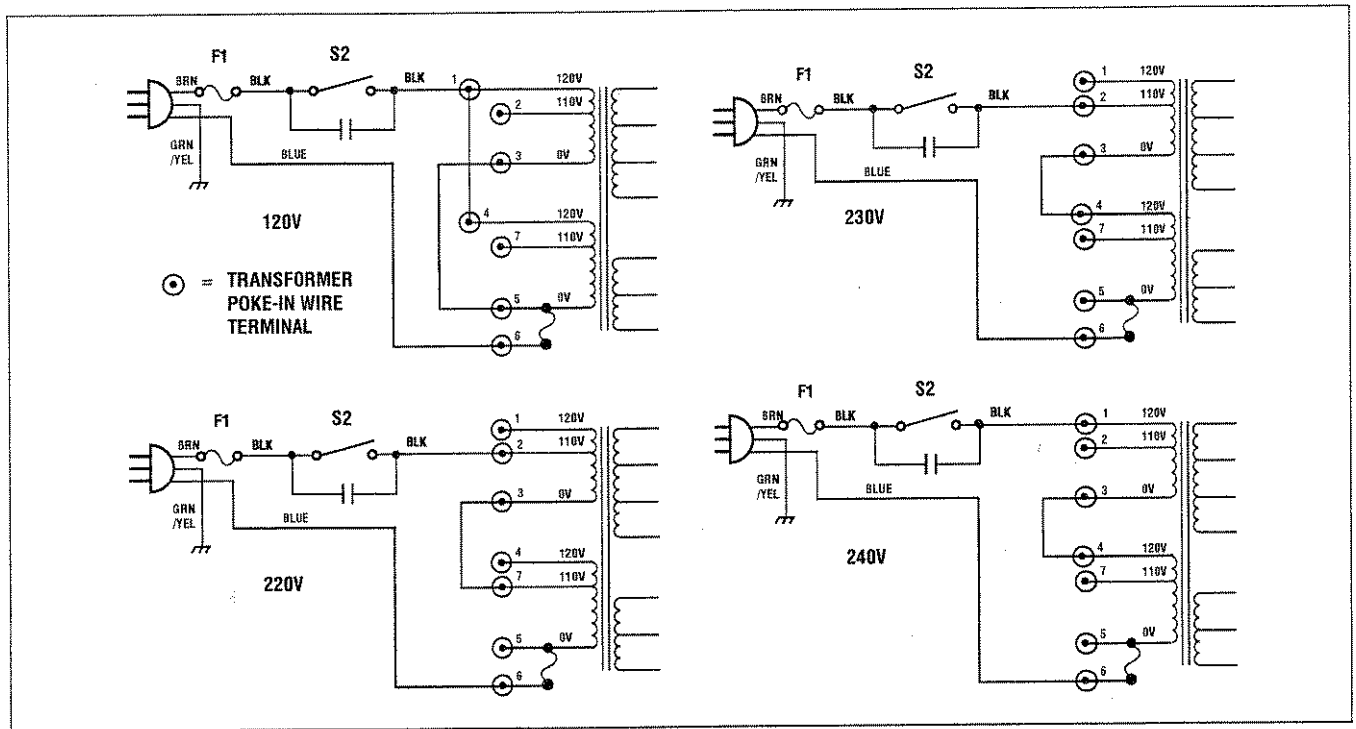 F1 S2
BRN BLK BLK 1 120V
2 110V
GRN
/YEL
BLUE
3 0V
120V
4 120V
7 110V
= TRANSFORMER
POKE-IN WIRE
TERMINAL
5 0V
6
F1 S2
BRN BLK BLK
1 120V
2 110V
GRN
/YEL
BLUE
3 0V
230V
4 120V
7 110V
5 0V
6
F1 S2
BRN BLK BLK
1 120V
2 110V
GRN
/YEL
BLUE
3 0V
220V
4 120V
7 110V
5 0V
6
F1 S2
BRN BLK BLK
1 120V
2 110V
GRN
/YEL
BLUE
3 0V
240V
4 120V
7 110V
5 0V
6